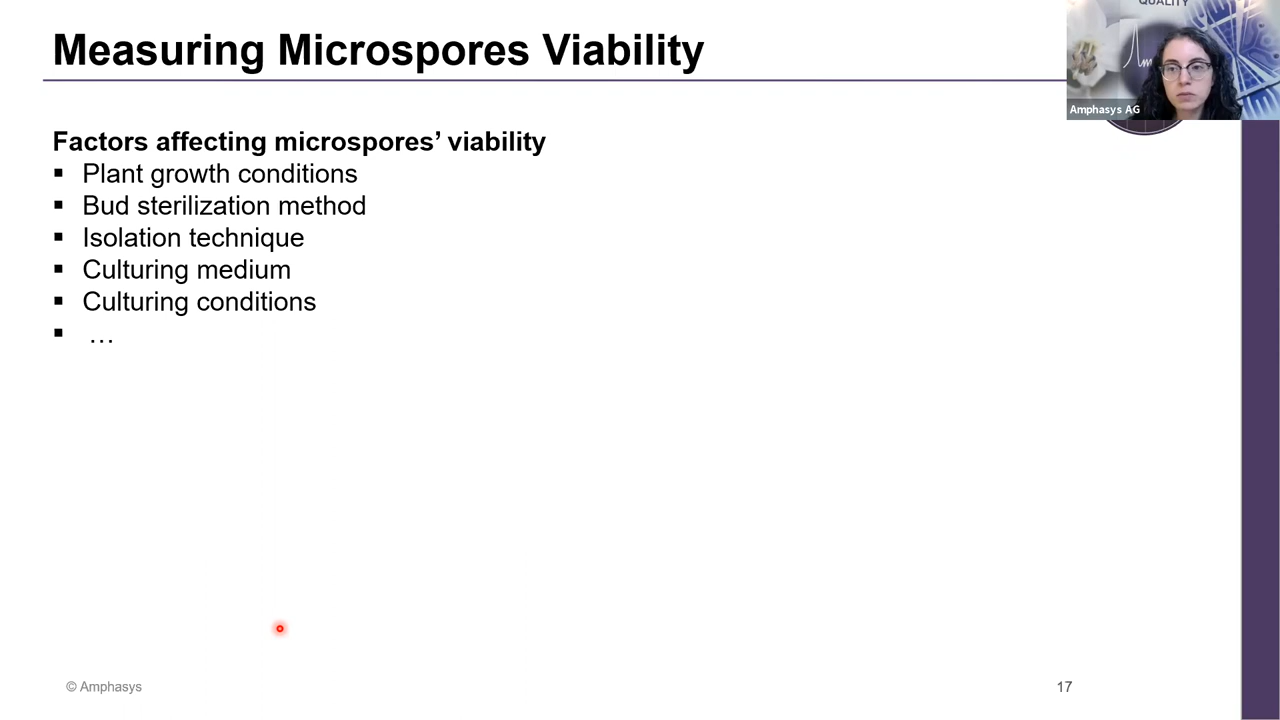 Measuring Microspores Viability
QUALITY
Amphasys AG
Factors affecting microspores’ viability
▪ Plant growth conditions
▪ Bud sterilization method
▪ Isolation technique
▪ Culturing medium
▪ Culturing conditions
▪ …
© Amphasys
17